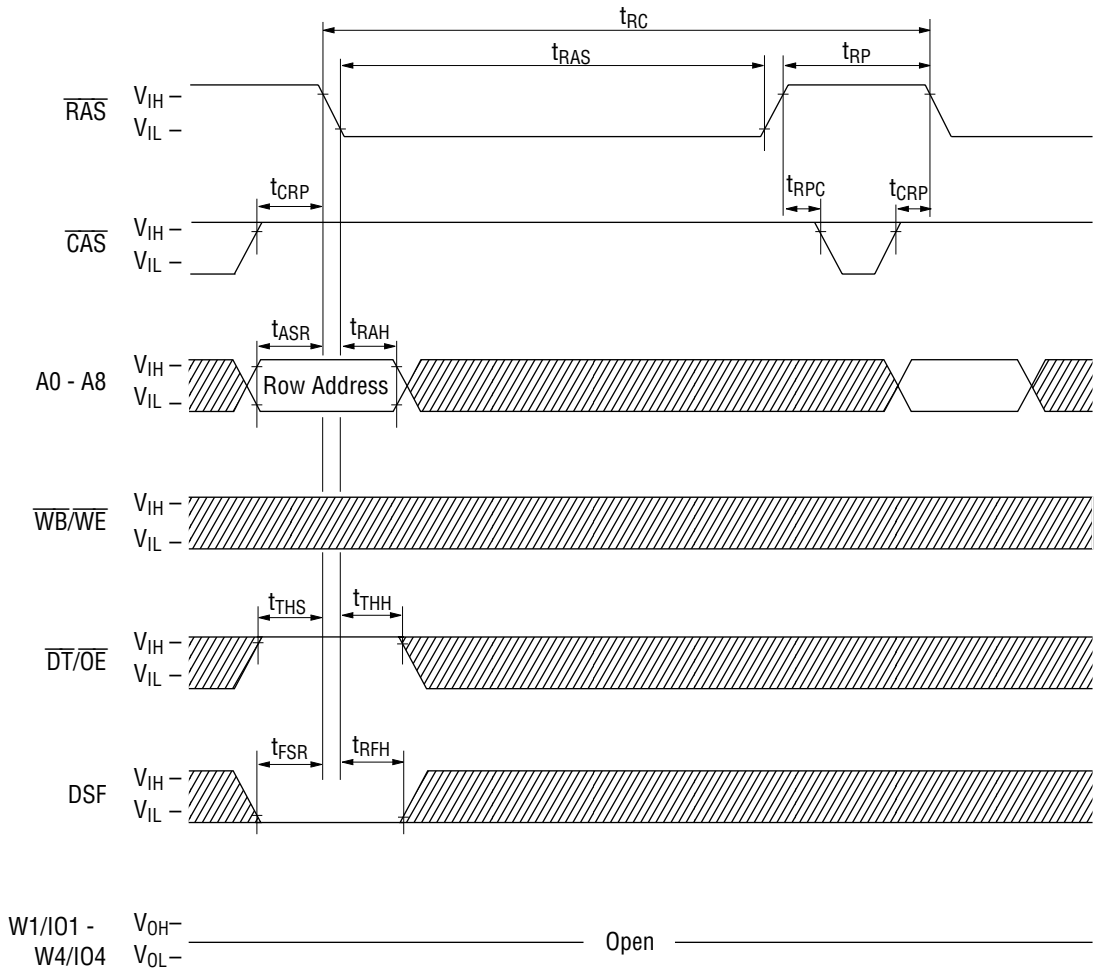 tRC
tRAS
tRP
RAS
VIH –
VIL –
tCRP
tRPC
tCRP
CAS
VIH –
VIL –
tASR
tRAH
A0 - A8
VIH –
VIL –
Row Address
WB/WE
VIH –
VIL –
tTHS
tTHH
DT/OE
VIH –
VIL –
tFSR
tRFH
DSF
VIH –
VIL –
W1/IO1 -
W4/IO4
VOH–
VOL–
Open